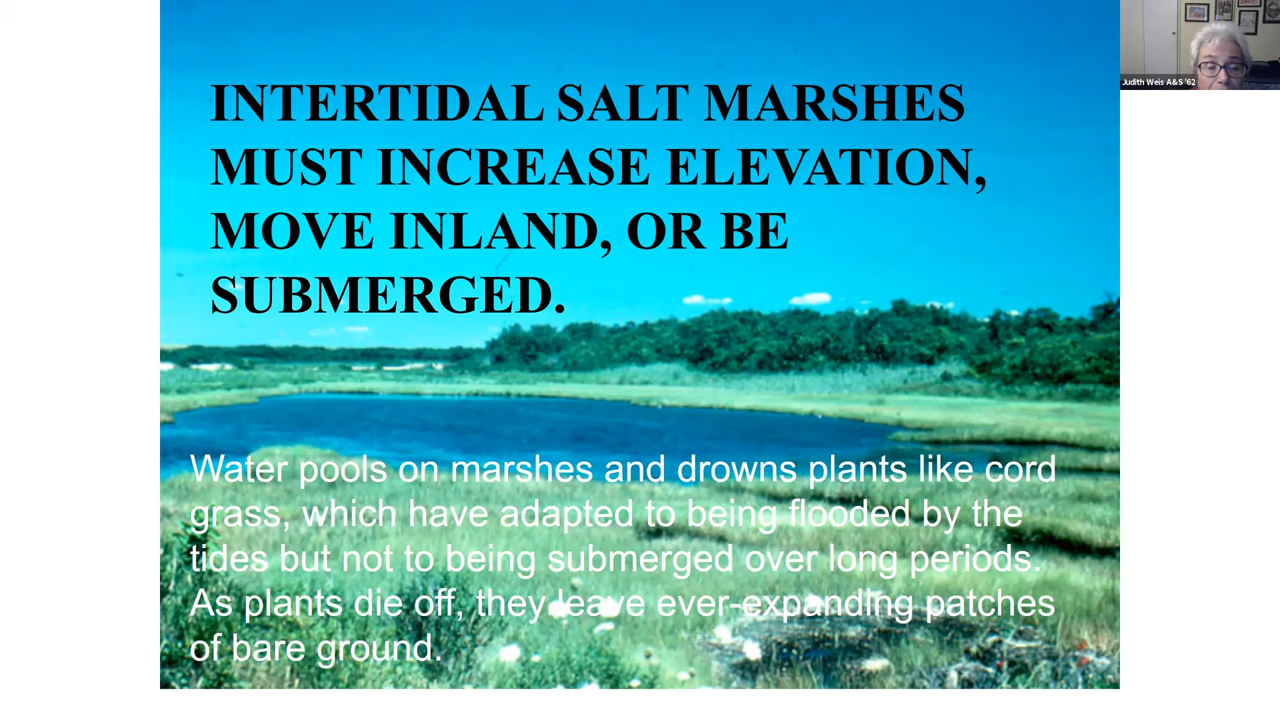 INTERTIDAL SALT MARSHES
MUST INCREASE ELEVATION,
MOVE INLAND, OR BE
SUBMERGED.
Water pools on marshes and drowns plants like cord
grass, which have adapted to being flooded by the
tides but not to being submerged over long periods.
As plants die off, they leave ever-expanding patches
of bare ground.
Judith Weis A&S '62